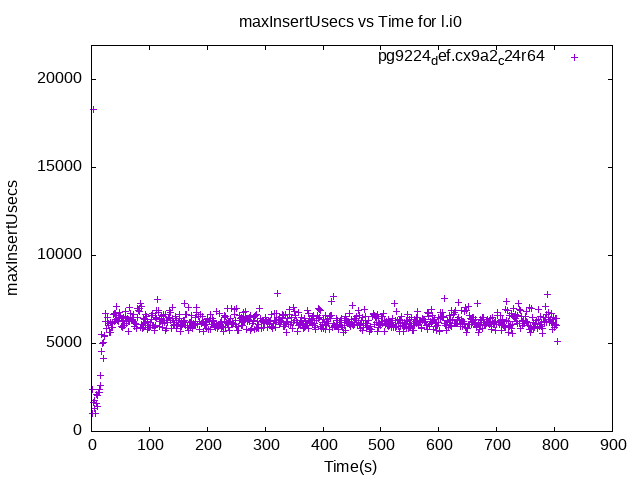 maxInsertUsecs vs Time for l.i0
pg9224_def.cx9a2_c24r64
20000
15000
10000
5000
0
maxInsertUsecs
0 100 200 300 400 500 600 700 800 900
Time(s)